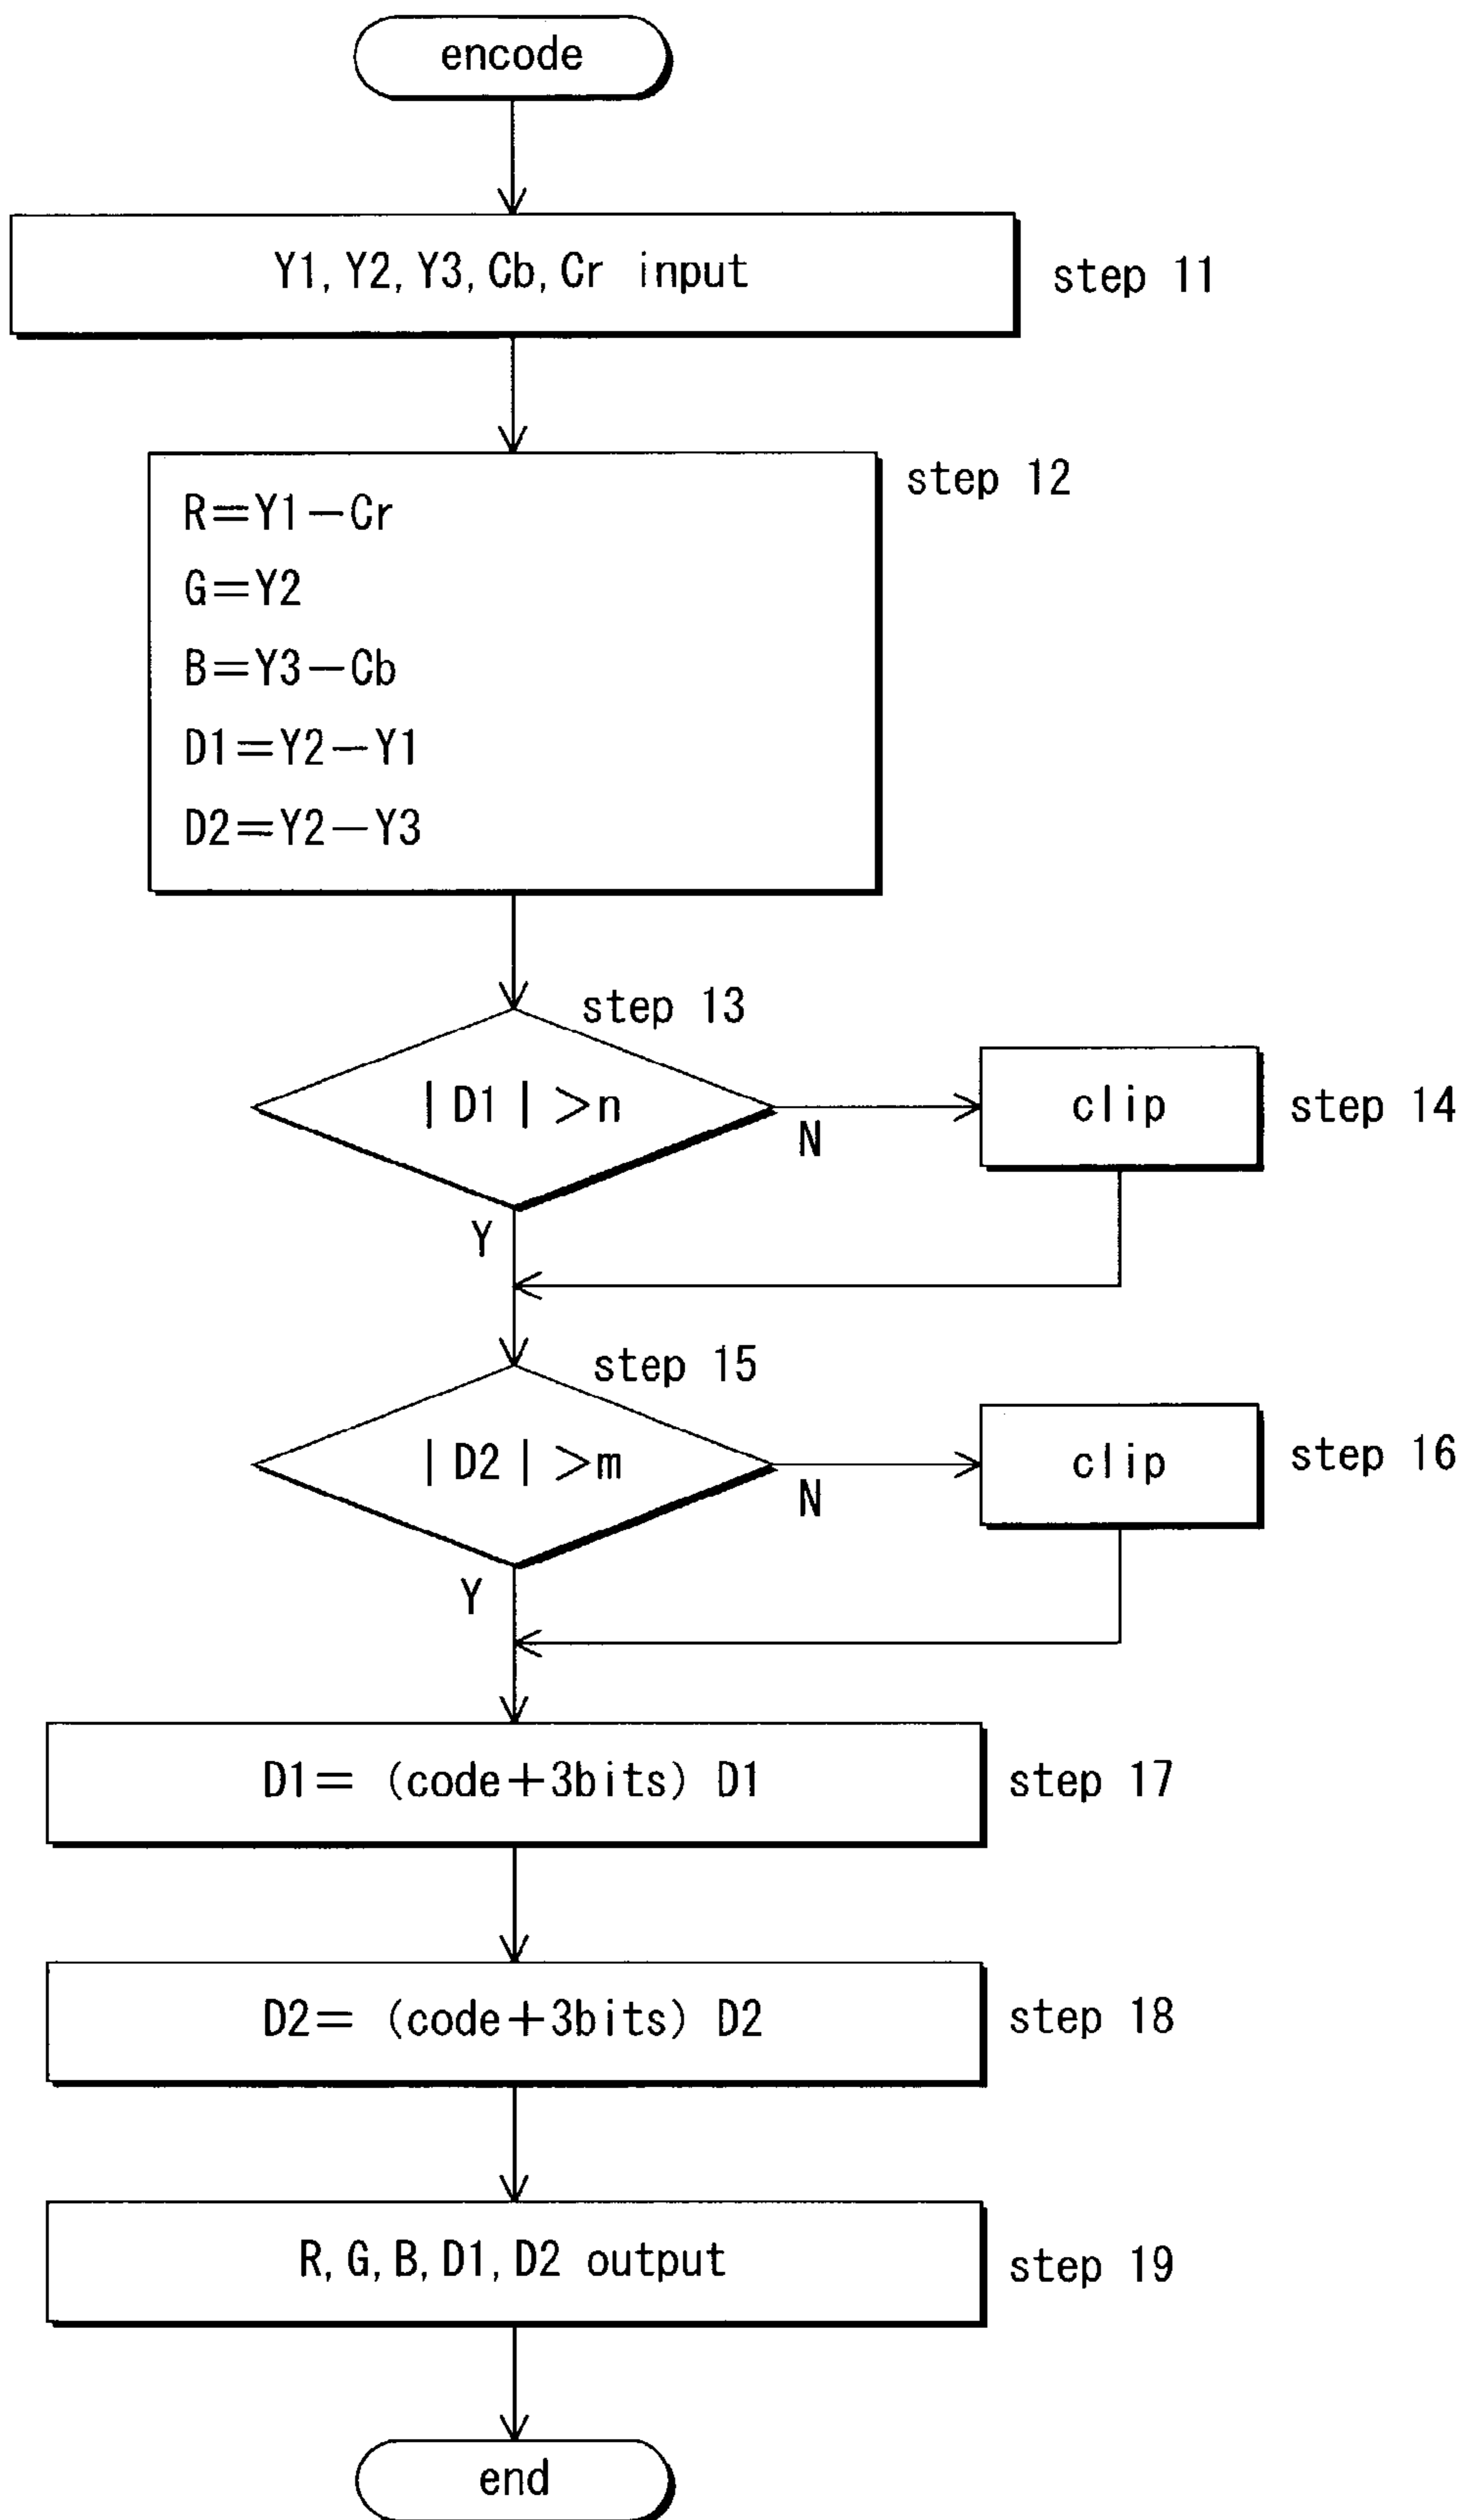 encode
Y1,Y2,Y3,Cb,Cr input
step 11
step 12
R=Y1−Cr
G=Y2
B=Y3−Cb
D1=Y2−Y1
D2=Y2−Y3
step 13
|D1|>n
N
clip
step 14
Y
step 15
|D2|>m
N
clip
step 16
Y
D1= (code+3bits) D1
step 17
D2= (code+3bits) D2
step 18
R,G,B,D1,D2 output
step 19
end